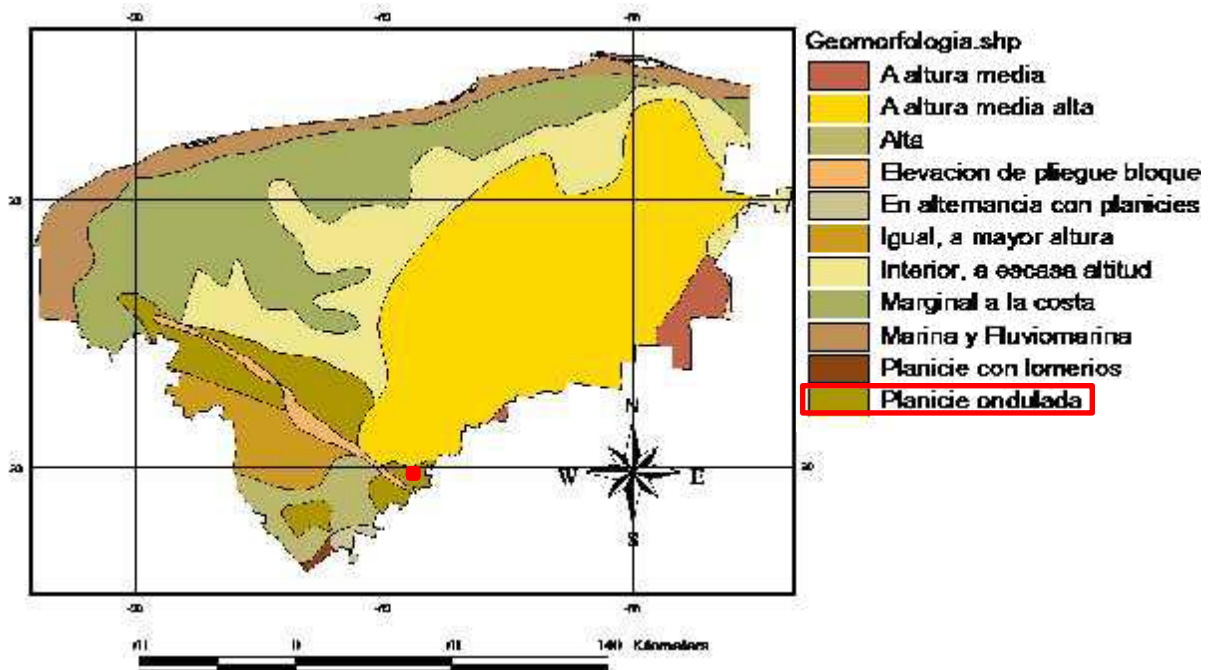 Geomorfologia.shp
A altura media
A altura media alta
Alta
Elevacion de pliegue bloque
En alternancia con planicies
Igual, a mayor altura
Interior, a escasa altitud
Marginal a la costa
Marina y Fluviomarina
Planicie con lomerios
Planicie ondulada
N
W E
S
0 140 Kilometers